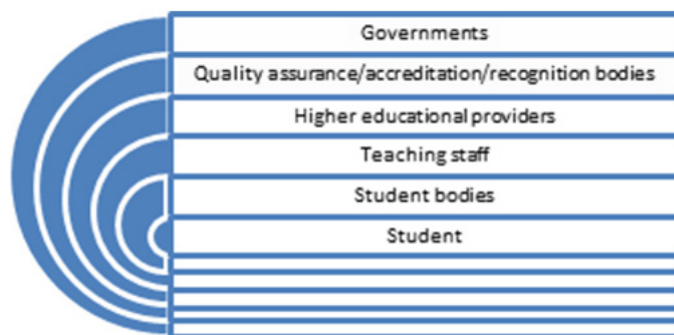 Governments
Quality assurance/accreditation/recognition bodies
Higher educational providers
Teaching staff
Student bodies
Student